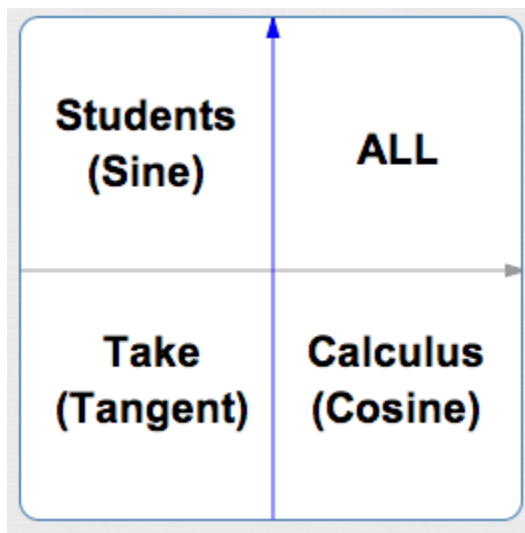 Students
(Sine)
ALL
Take
(Tangent)
Calculus
(Cosine)